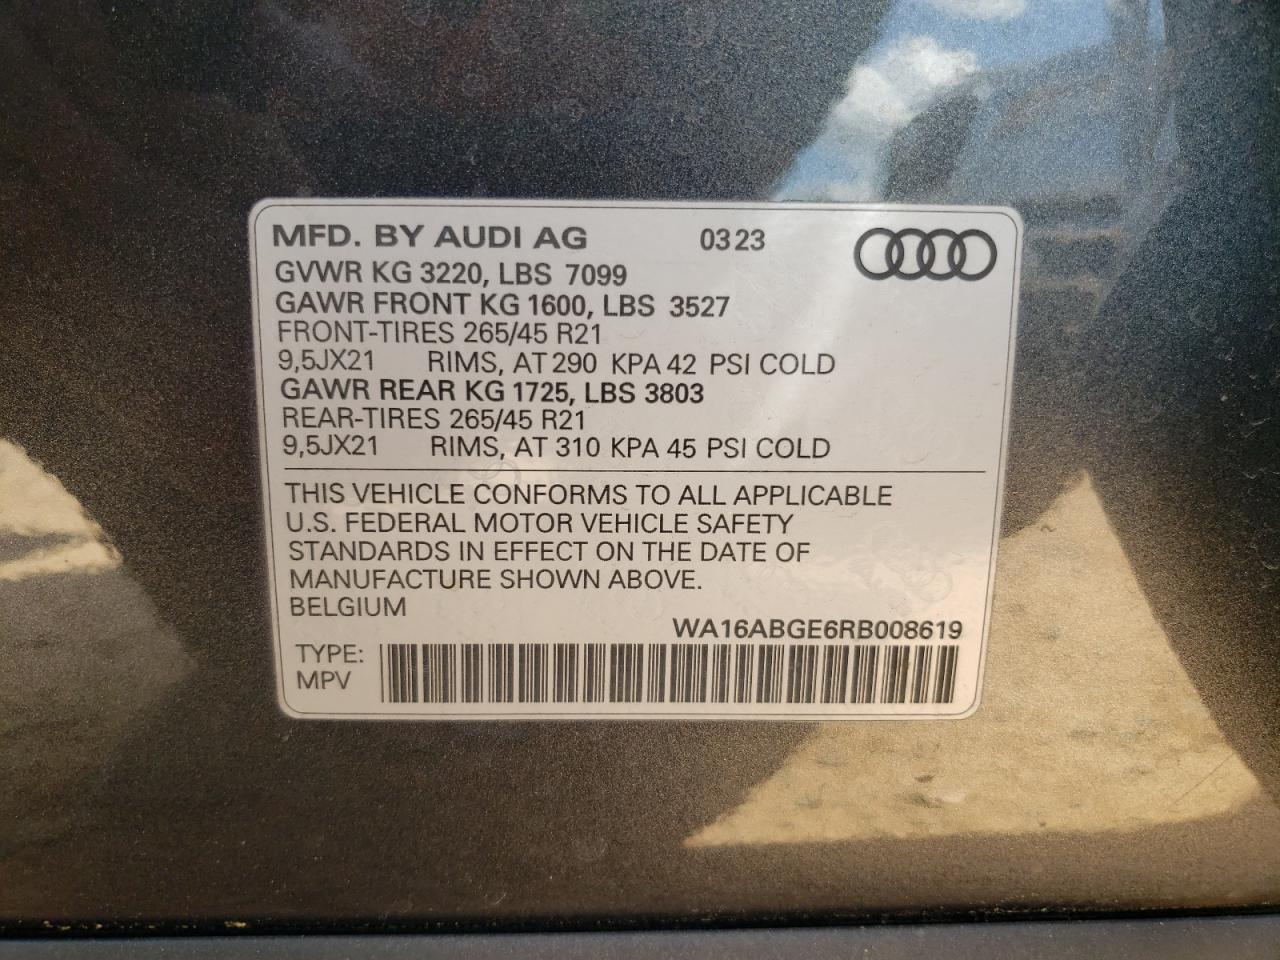 MFD. BY AUDI AG 03 23
GVWR KG 3220, LBS 7099
GAWR FRONT KG 1600, LBS 3527
FRONT-TIRES 265/45 R21
9,5JX21 RIMS, AT 290 KPA 42 PSI COLD
GAWR REAR KG 1725, LBS 3803
REAR-TIRES 265/45 R21
9,5JX21 RIMS, AT 310 KPA 45 PSI COLD
THIS VEHICLE CONFORMS TO ALL APPLICABLE
U.S. FEDERAL MOTOR VEHICLE SAFETY
STANDARDS IN EFFECT ON THE DATE OF
MANUFACTURE SHOWN ABOVE.
BELGIUM
WA16ABGE6RB008619
TYPE:
MPV